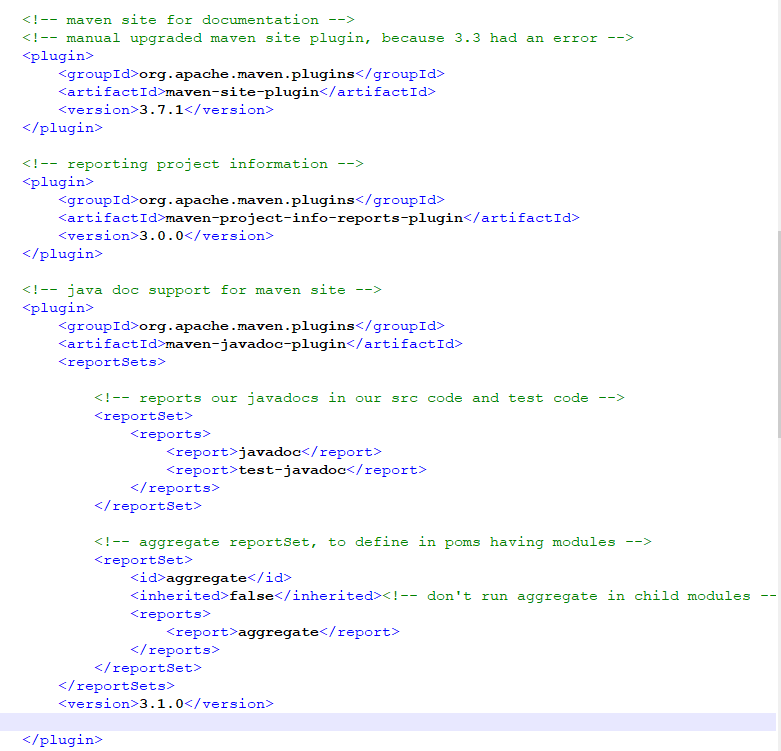 <!-- maven site for documentation -->
<!-- manual upgraded maven site plugin, because 3.3 had an error -->
<plugin>
<groupId>org.apache.maven.plugins</groupId>
<artifactId>maven-site-plugin</artifactId>
<version>3.7.1</version>
</plugin>
<!-- reporting project information -->
<plugin>
<groupId>org.apache.maven.plugins</groupId>
<artifactId>maven-project-info-reports-plugin</artifactId>
<version>3.0.0</version>
</plugin>
<!-- java doc support for maven site -->
<plugin>
<groupId>org.apache.maven.plugins</groupId>
<artifactId>maven-javadoc-plugin</artifactId>
<reportSets>
<!-- reports our javadocs in our src code and test code -->
<reportSet>
<reports>
<report>javadoc</report>
<report>test-javadoc</report>
</reports>
</reportSet>
<!-- aggregate reportSet, to define in poms having modules -->
<reportSet>
<id>aggregate</id>
<inherited>false</inherited><!-- don't run aggregate in child modules --
<reports>
<report>aggregate</report>
</reports>
</reportSet>
</reportSets>
<version>3.1.0</version>
</plugin>